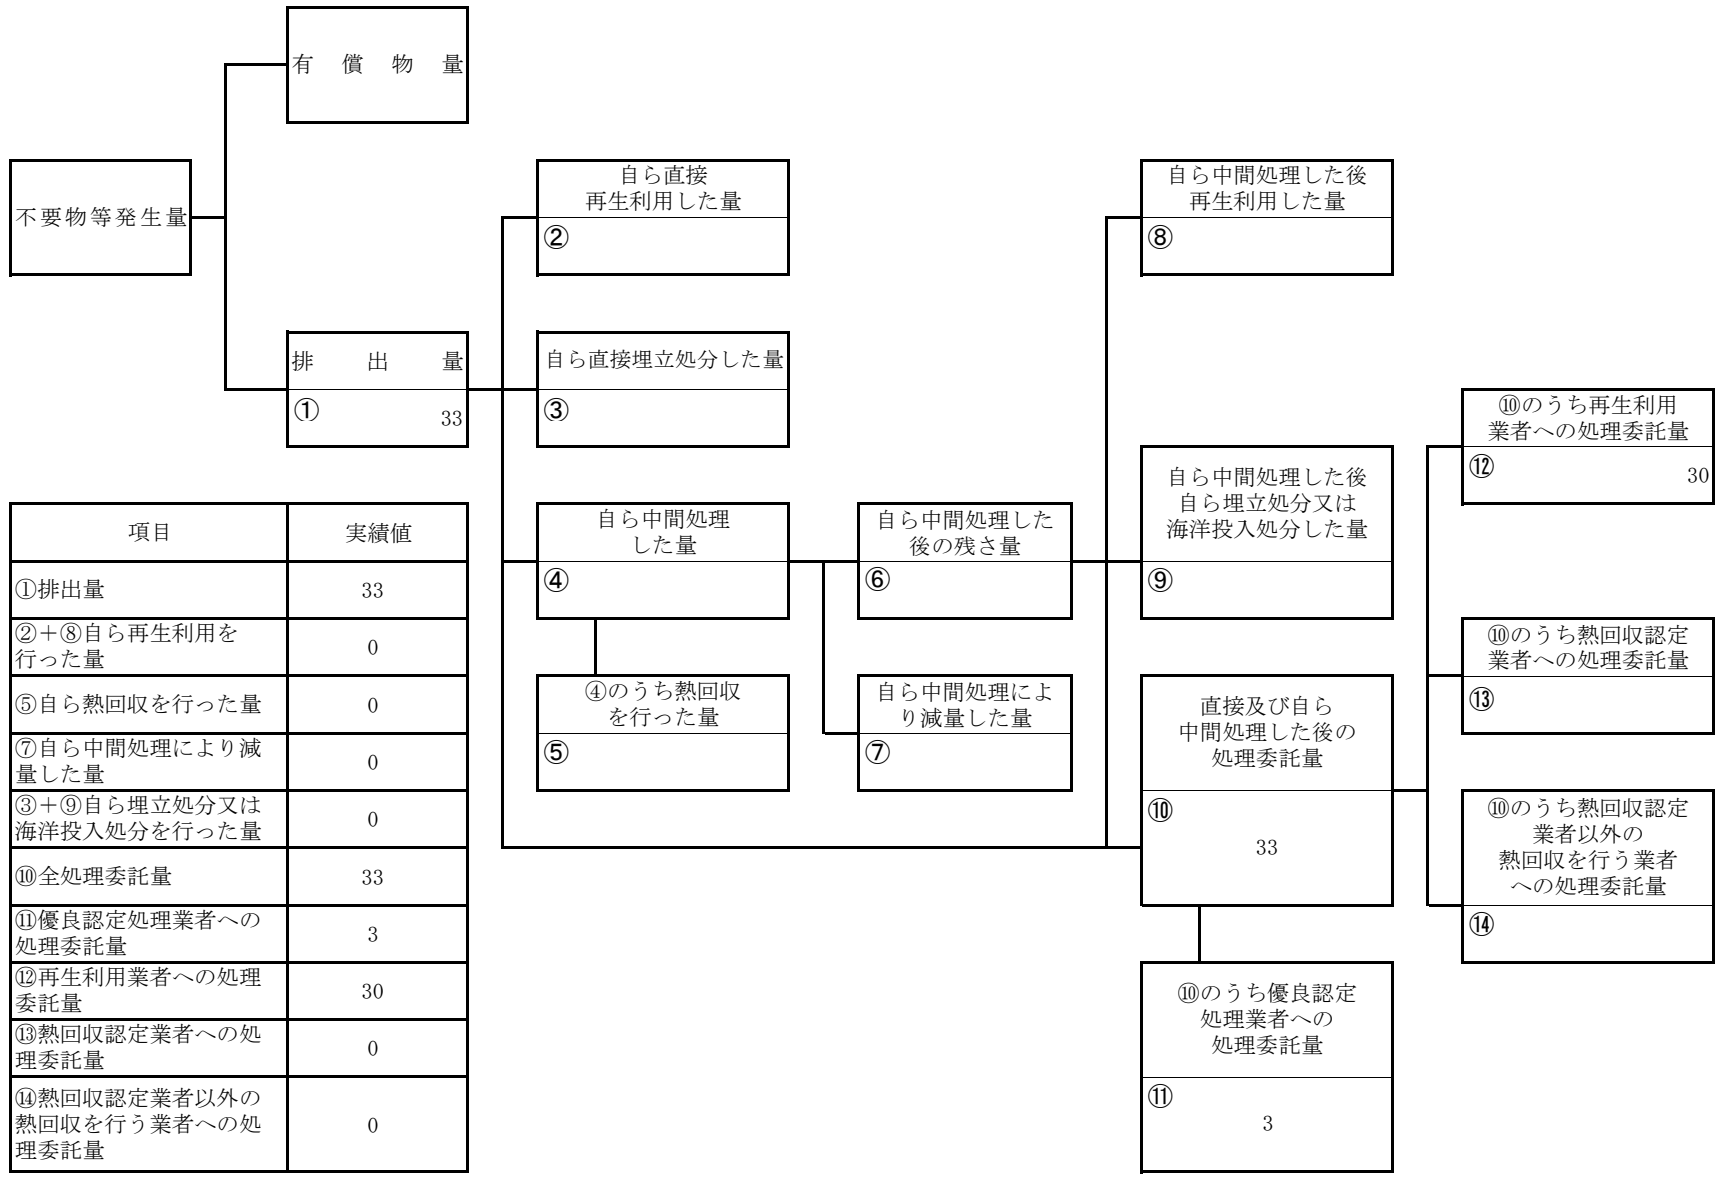 有償物量
不要物等発生量
自ら直接
再生利用した量
②
自ら中間処理した後
再生利用した量
⑧
排出量
①
33
自ら直接埋立処分した量
③
⑩のうち再生利用
業者への処理委託量
⑫
30
自ら中間処理した後
自ら埋立処分又は
海洋投入処分した量
⑨
自ら中間処理
した量
④
自ら中間処理した
後の残さ量
⑥
⑩のうち熱回収認定
業者への処理委託量
⑬
④のうち熱回収
を行った量
⑤
自ら中間処理によ
り減量した量
⑦
直接及び自ら
中間処理した後の
処理委託量
⑩
33
⑩のうち熱回収認定
業者以外の
熱回収を行う業者
への処理委託量
⑭
⑩のうち優良認定
処理業者への
処理委託量
⑪
3
項目 実績値
①排出量 33
②＋⑧自ら再生利用を
行った量 0
⑤自ら熱回収を行った量 0
⑦自ら中間処理により減
量した量 0
③＋⑨自ら埋立処分又は
海洋投入処分を行った量 0
⑩全処理委託量 33
⑪優良認定処理業者への
処理委託量 3
⑫再生利用業者への処理
委託量 30
⑬熱回収認定業者への処
理委託量 0
⑭熱回収認定業者以外の
熱回収を行う業者への処
理委託量 0